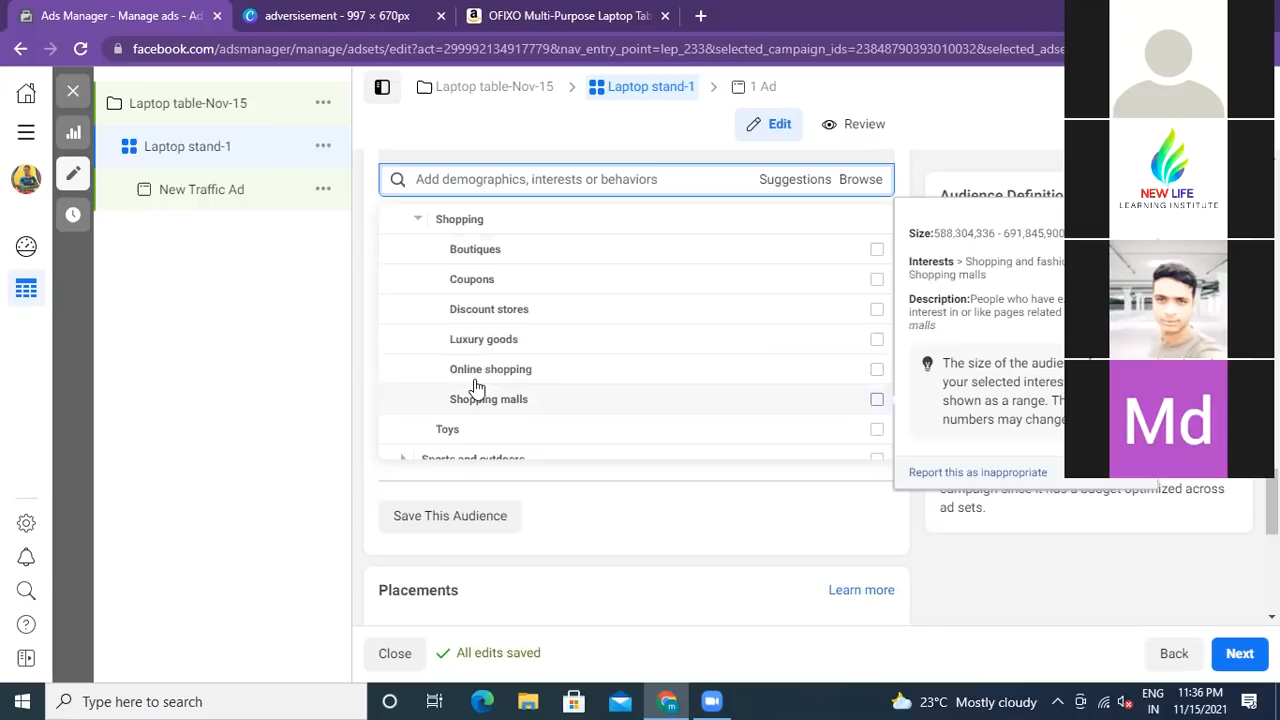 Ads Manager - Manage ads - Ad s
adversisement - 997 × 670px
OFIXO Multi-Purpose Laptop Tab
facebook.com/adsmanager/manage/adsets/edit?act=299992134917779&nav_entry_point=lep_233&selected_campaign_ids=23848790393010032&selected_adse
Laptop table-Nov-15
Laptop stand-1
New Traffic Ad
Laptop table-Nov-15
Laptop stand-1
1 Ad
Edit
Review
Add demographics, interests or behaviors
Suggestions
Browse
Shopping
Boutiques
Coupons
Discount stores
Luxury goods
Online shopping
Shopping malls
Toys
Sports and outdoors
Save This Audience
Placements
Learn more
Audience Definitio
Size:588,304,336 - 691,845,900
Interests > Shopping and fashio
Shopping malls
Description:People who have e
interest in or like pages related
malls
The size of the audie
your selected interes
shown as a range. Th
numbers may change
Report this as inappropriate
campaign since it has a budget optimized across
ad sets.
NEW LIFE
LEARNING INSTITUTE
Md
Close
All edits saved
Back
Next
Type here to search
23°C Mostly cloudy
ENG
IN
11:36 PM
11/15/2021